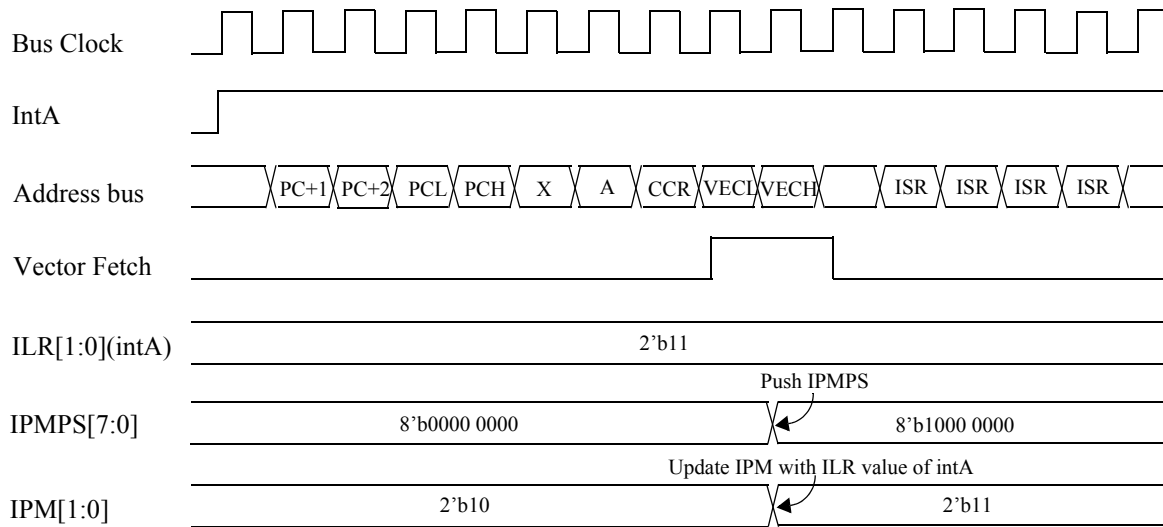 Bus Clock
IntA
Address bus PC+1 PC+2 PCL PCH X A CCR VECL VECH ISR ISR ISR ISR
Vector Fetch
ILR[1:0](intA) 2’b11
Push IPMPS
IPMPS[7:0] 8’b0000 0000 8’b1000 0000
Update IPM with ILR value of intA
IPM[1:0] 2’b10 2’b11